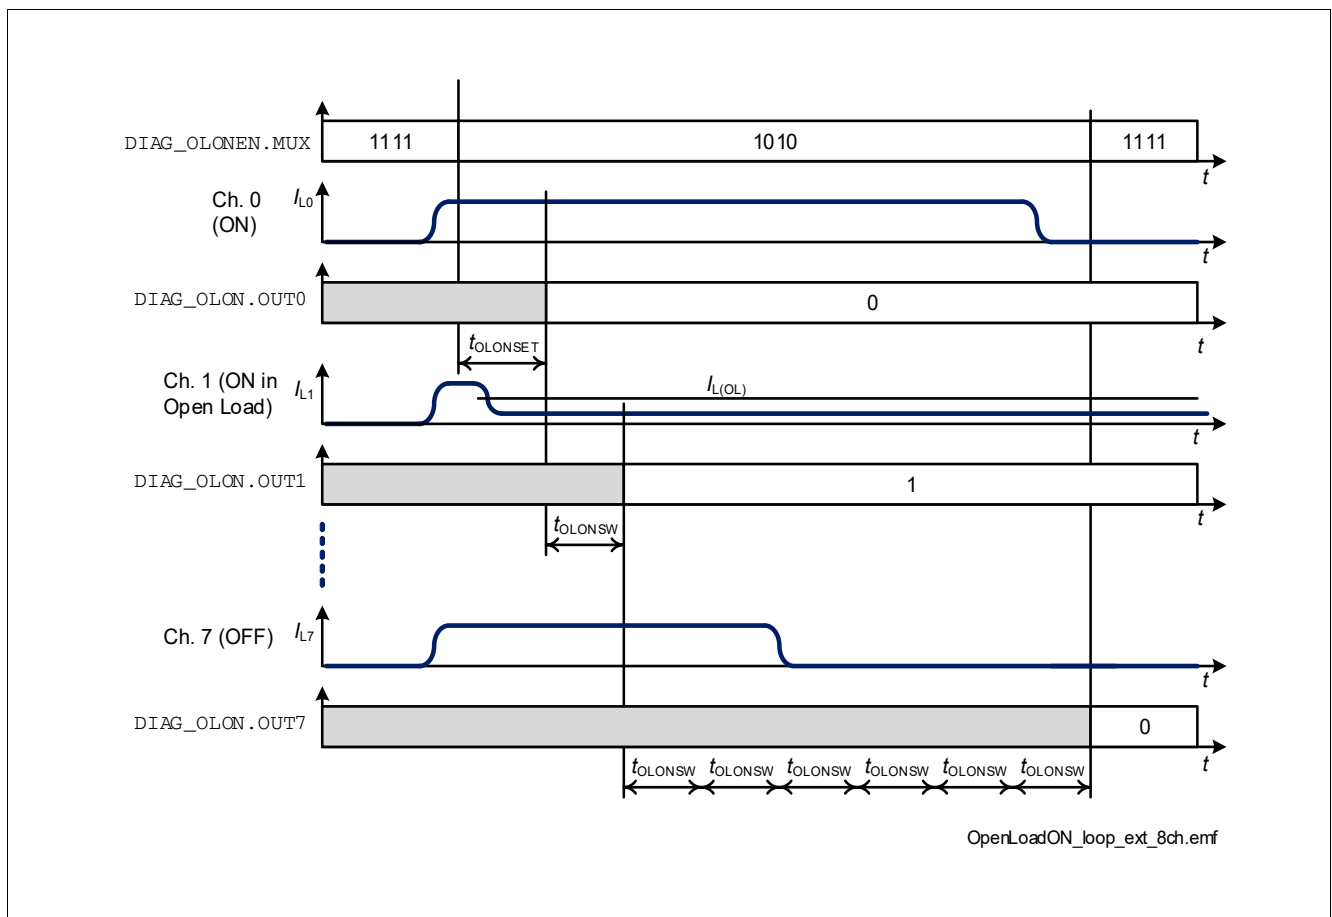 DIAG_OLONEN.MUX 1111 1010 1111
t
Ch. 0 IL0
(ON)
t
DIAG_OLON.OUT0 0
t
tOLONSET
Ch. 1 (ON in IL1 IL(OL)
Open Load)
t
DIAG_OLON.OUT1 1
t
tOLONSW
Ch. 7 (OFF) IL7
t
DIAG_OLON.OUT7 0
t
tOLONSW tOLONSW tOLONSW tOLONSW tOLONSW tOLONSW
OpenLoadON_loop_ext_8ch.emf